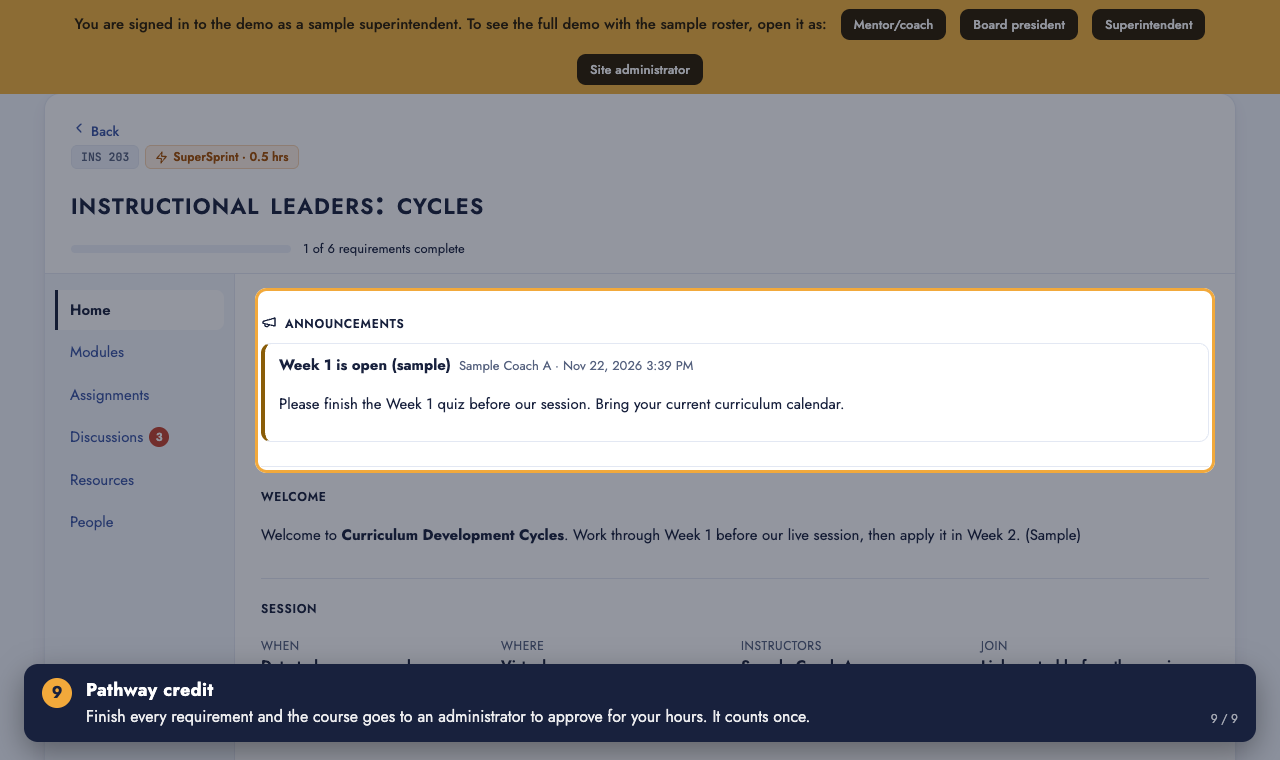 You are signed in to the demo as a sample superintendent. To see the full demo with the sample roster, open it as: Mentor/coach Board president Superintendent
Site administrator
Back
INS 203 SuperSprint · 0.5 hrs
INSTRUCTIONAL LEADERS: CYCLES
1 of 6 requirements complete
Home
Modules
Assignments
Discussions 3
Resources
People
ANNOUNCEMENTS
Week 1 is open (sample) Sample Coach A · Nov 22, 2026 3:39 PM
Please finish the Week 1 quiz before our session. Bring your current curriculum calendar.
WELCOME
Welcome to Curriculum Development Cycles. Work through Week 1 before our live session, then apply it in Week 2. (Sample)
SESSION
WHEN WHERE INSTRUCTORS JOIN
9 Pathway credit
Finish every requirement and the course goes to an administrator to approve for your hours. It counts once.
9 / 9